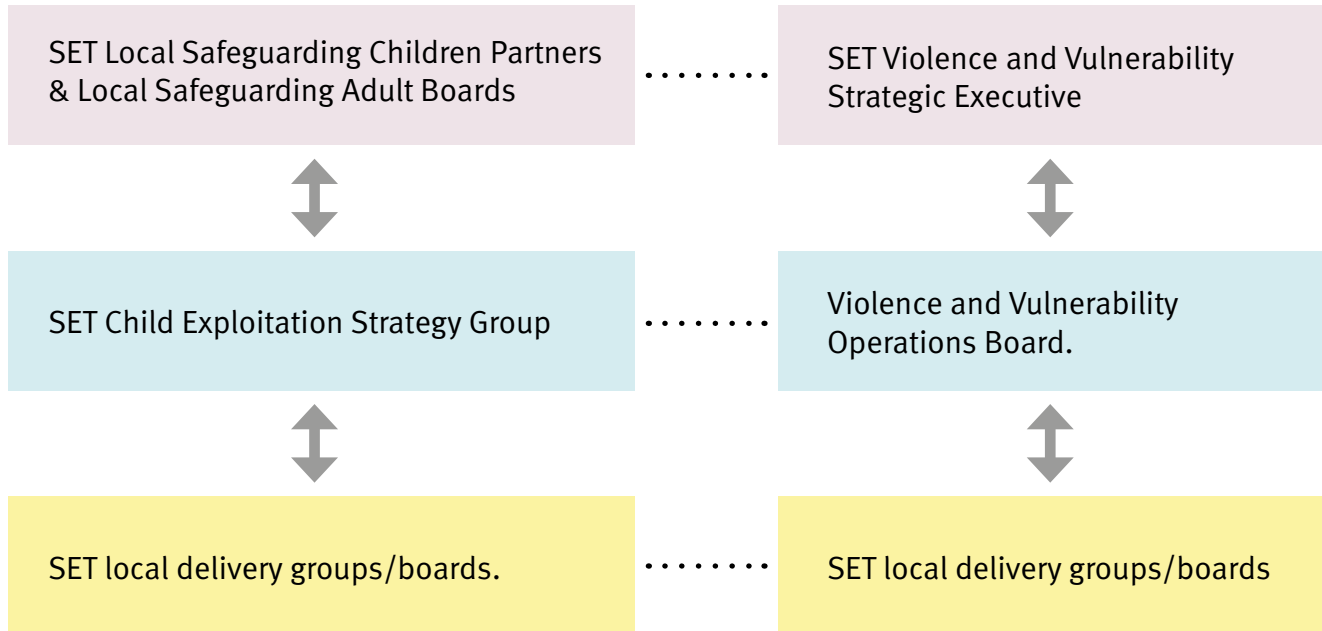 SET Local Safeguarding Children Partners
& Local Safeguarding Adult Boards
SET Violence and Vulnerability
Strategic Executive
SET Child Exploitation Strategy Group
Violence and Vulnerability
Operations Board.
SET local delivery groups/boards.
SET local delivery groups/boards